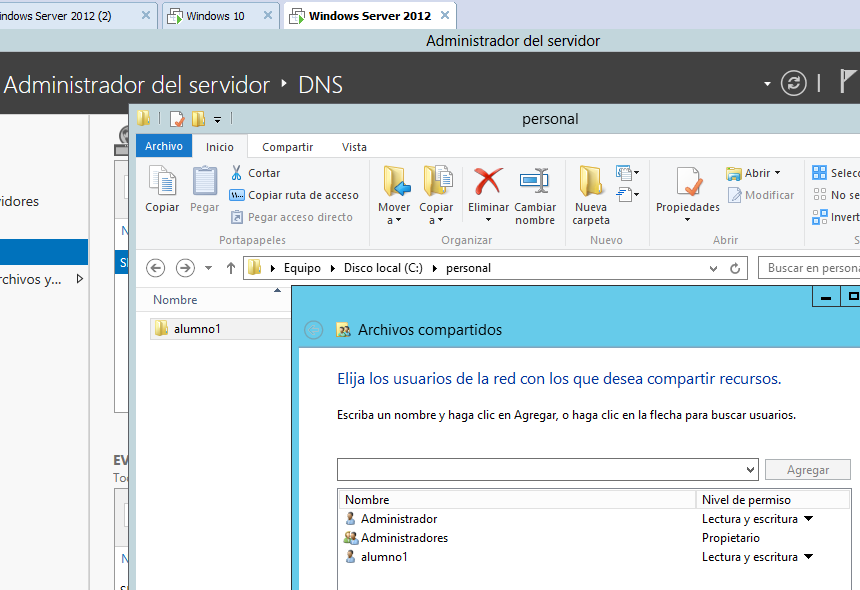 indows Server 2012 (2) Windows 10 Windows Server 2012
Administrador del servidor
Administrador del servidor DNS
personal
Archivo Inicio Compartir Vista
Copiar
Pegar
Cortar
Copiar ruta de acceso
Pegar acceso directo
Portapapeles
Mover a
Copiar a
Eliminar
Cambiar nombre
Organizar
Nueva carpeta
Nuevo
Propiedades
Abrir
Modificar
Abrir
Selecc
No se
Invert
S
idores
rchivos y...
Equipo Disco local (C:) personal
Buscar en persona
Nombre
alumno1
Archivos compartidos
Elija los usuarios de la red con los que desea compartir recursos.
Escriba un nombre y haga clic en Agregar, o haga clic en la flecha para buscar usuarios.
Agregar
Nombre Nivel de permiso
Administrador Lectura y escritura
Administradores Propietario
alumno1 Lectura y escritura
EV